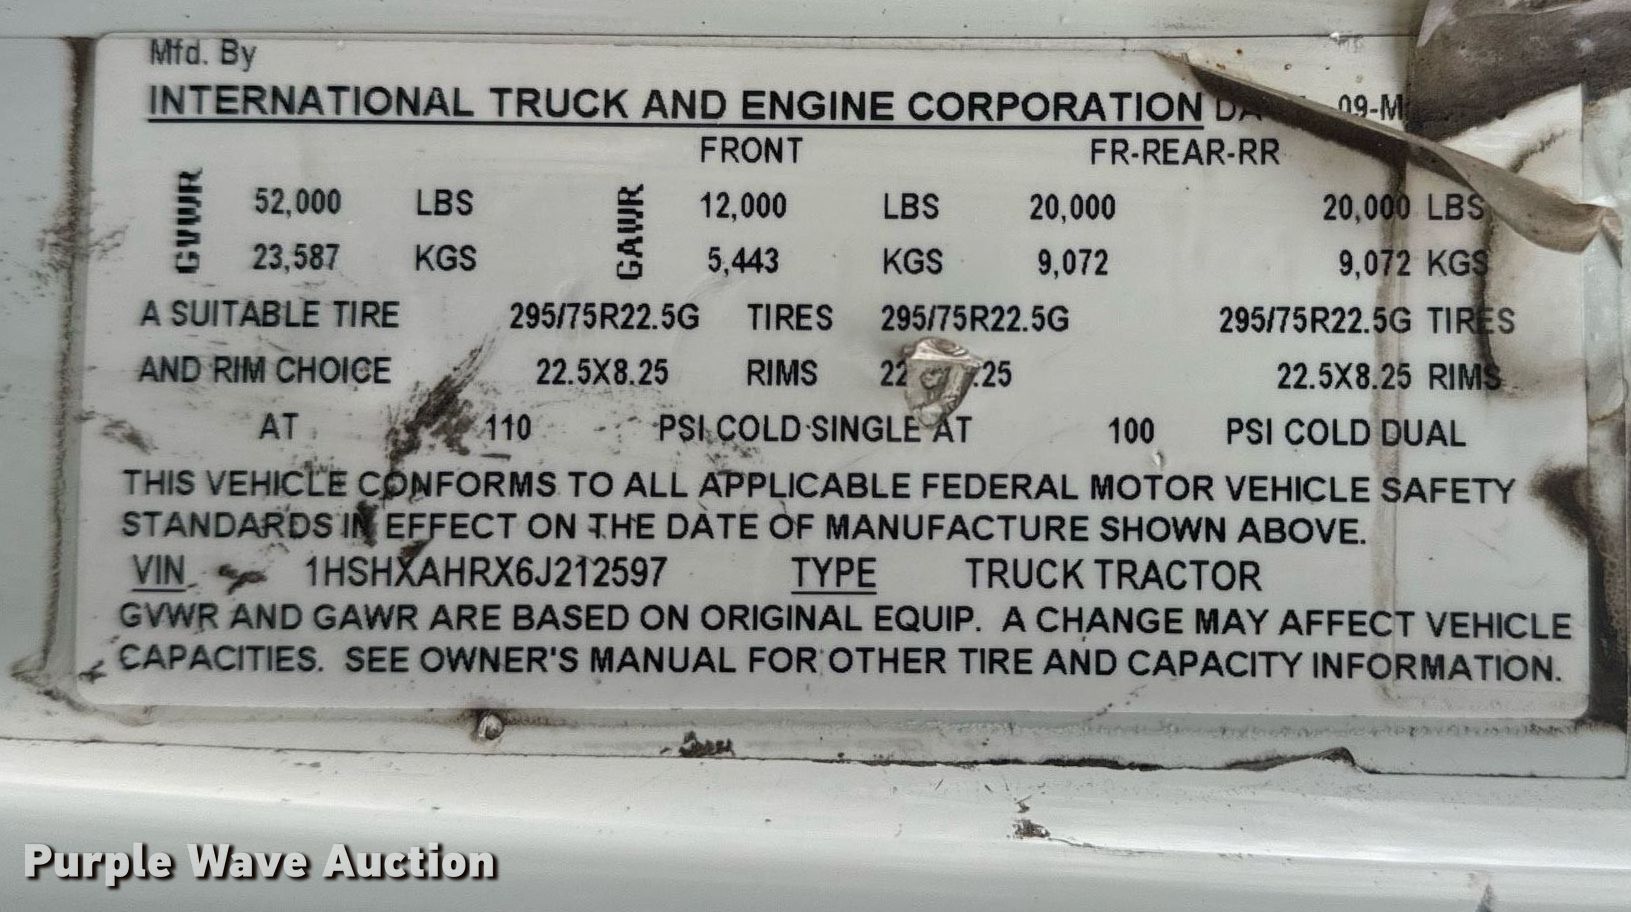 Mfd. By
INTERNATIONAL TRUCK AND ENGINE CORPORATION 09-M
FRONT FR-REAR-RR
GVWR 52,000 LBS GAWR 12,000 LBS 20,000 20,000 LBS
23,587 KGS 5,443 KGS 9,072 9,072 KGS
A SUITABLE TIRE 295/75R22.5G TIRES 295/75R22.5G 295/75R22.5G TIRES
AND RIM CHOICE 22.5X8.25 RIMS 22 .25 22.5X8.25 RIMS
AT 110 PSI COLD SINGLE AT 100 PSI COLD DUAL
THIS VEHICLE CONFORMS TO ALL APPLICABLE FEDERAL MOTOR VEHICLE SAFETY
STANDARDS IN EFFECT ON THE DATE OF MANUFACTURE SHOWN ABOVE.
VIN 1HSHXAHRX6J212597 TYPE TRUCK TRACTOR
GVWR AND GAWR ARE BASED ON ORIGINAL EQUIP. A CHANGE MAY AFFECT VEHICLE
CAPACITIES. SEE OWNER'S MANUAL FOR OTHER TIRE AND CAPACITY INFORMATION.
Purple Wave Auction